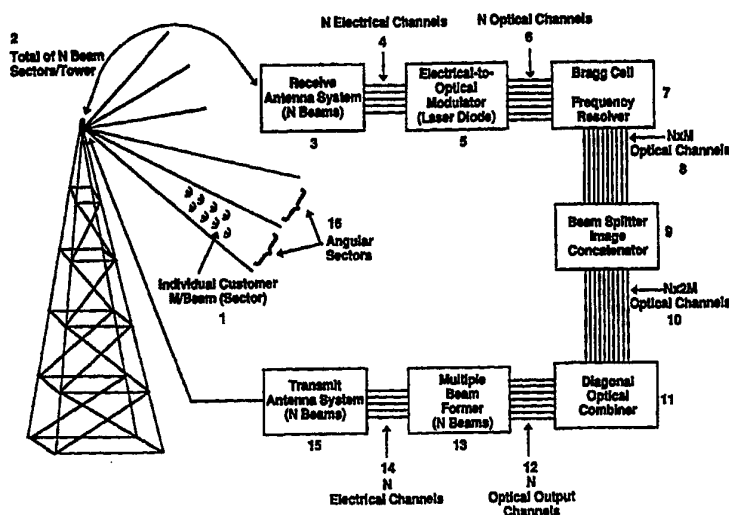 2
Total of N Beam
Sectors/Tower
N Electrical Channels
4
N Optical Channels
6
Receive
Antenna System
(N Beams)
3
Electrical-to-
Optical
Modulator
(Laser Diode)
5
Bragg Cell
Frequency
Resolver
7
NxM
Optical Channels
8
Beam Splitter
Image
Concatenator
9
Nx2M
Optical Channels
10
16
Angular
Sectors
Individual Customer
M/Beam (Sector)
1
Transmit
Antenna System
(N Beams)
15
Multiple
Beam
Former
(N Beams)
13
Diagonal
Optical
Combiner
11
14
N
Electrical Channels
12
N
Optical Output
Channels